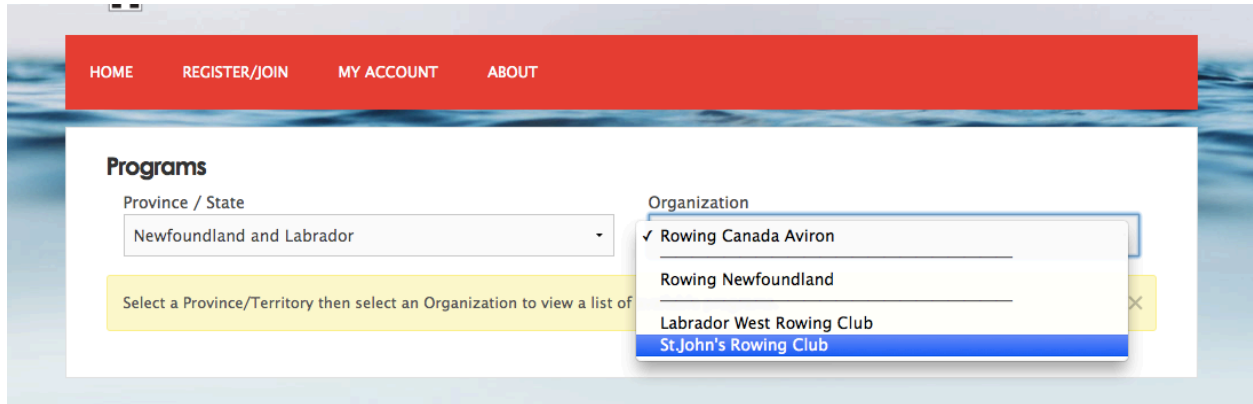 HOME REGISTER/JOIN MY ACCOUNT ABOUT
Programs
Province / State
Newfoundland and Labrador
Organization
✓ Rowing Canada Aviron
Rowing Newfoundland
Labrador West Rowing Club
St.John's Rowing Club
Select a Province/Territory then select an Organization to view a list of